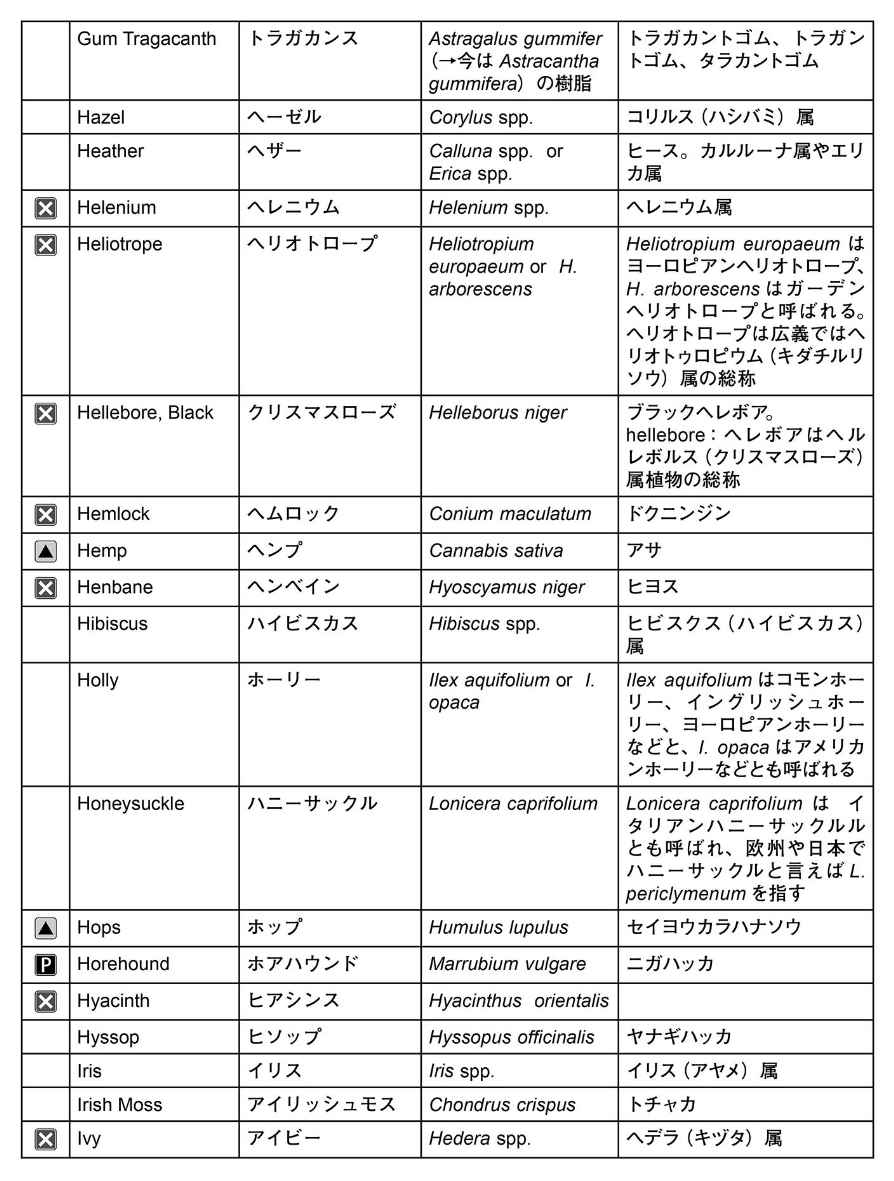 Gum Tragacanth トラガカンス Astragalus gummifer トラガカントゴム、トラガン
(→今は Astracantha トゴム、タラカントゴム
gummifera）の樹脂
Hazel ヘーゼル Corylus spp. コリルス（ハシバミ）属
Heather ヘザー Calluna spp. or ヒース。カルルーナ属やエリ
Erica spp. カ属
Helenium ヘレニウム Helenium spp. ヘレニウム属
Heliotrope ヘリオトロープ Heliotropium Heliotropium europaeum は
europaeum or H. ヨーロピアンヘリオトロープ、
arborescens H. arborescens はガーデン
ヘリオトロープと呼ばれる。
ヘリオトロープは広義ではヘ
リオトゥロピウム（キダチルリ
ソウ）属の総称
Hellebore, Black クリスマスローズ Helleborus niger ブラックヘレボア。
hellebore：ヘレボアはヘル
レボルス（クリスマスローズ）
属植物の総称
Hemlock ヘムロック Conium maculatum ドクニンジン
▲ Hemp ヘンプ Cannabis sativa アサ
Henbane ヘンベイン Hyoscyamus niger ヒヨス
Hibiscus ハイビスカス Hibiscus spp. ヒビスクス（ハイビスカス）
属
Holly ホーリー Ilex aquifolium or I. Ilex aquifolium はコモンホー
opaca リー、イングリッシュホー
リー、ヨーロピアンホーリー
などと、I. opaca はアメリカ
ンホーリーなどとも呼ばれる
Honeysuckle ハニーサックル Lonicera caprifolium Lonicera caprifolium は イ
タリアンハニーサックルル
とも呼ばれ、欧州や日本で
ハニーサックルと言えば L.
periclymenum を指す
▲ Hops ホップ Humulus lupulus セイヨウカラハナソウ
P Horehound ホアハウンド Marrubium vulgare ニガハッカ
Hyacinth ヒアシンス Hyacinthus orientalis
Hyssop ヒソップ Hyssopus officinalis ヤナギハッカ
Iris イリス Iris spp. イリス（アヤメ）属
Irish Moss アイリッシュモス Chondrus crispus トチャカ
Ivy アイビー Hedera spp. ヘデラ（キヅタ）属